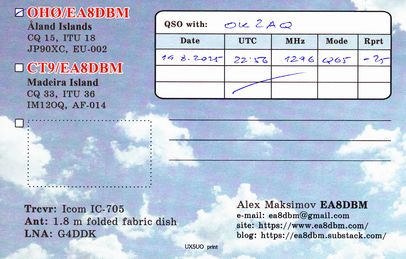 OHØ/EA8DBM
Åland Islands
CQ 15, ITU 18
JP90XC, EU-002
CT9/EA8DBM
Madeira Island
CQ 33, ITU 36
IM12OQ, AF-014
QSO with: OK2AQ
Date UTC MHz Mode Rprt
19.8.2025 22:56 1296 Q65 -25
Trcvr: Icom IC-705
Ant: 1.8 m folded fabric dish
LNA: G4DDK
Alex Maksimov EA8DBM
e-mail: ea8dbm@gmail.com
site: https://www.ea8dbm.com/
blog: https://ea8dbm.substack.com/
UX5UO print